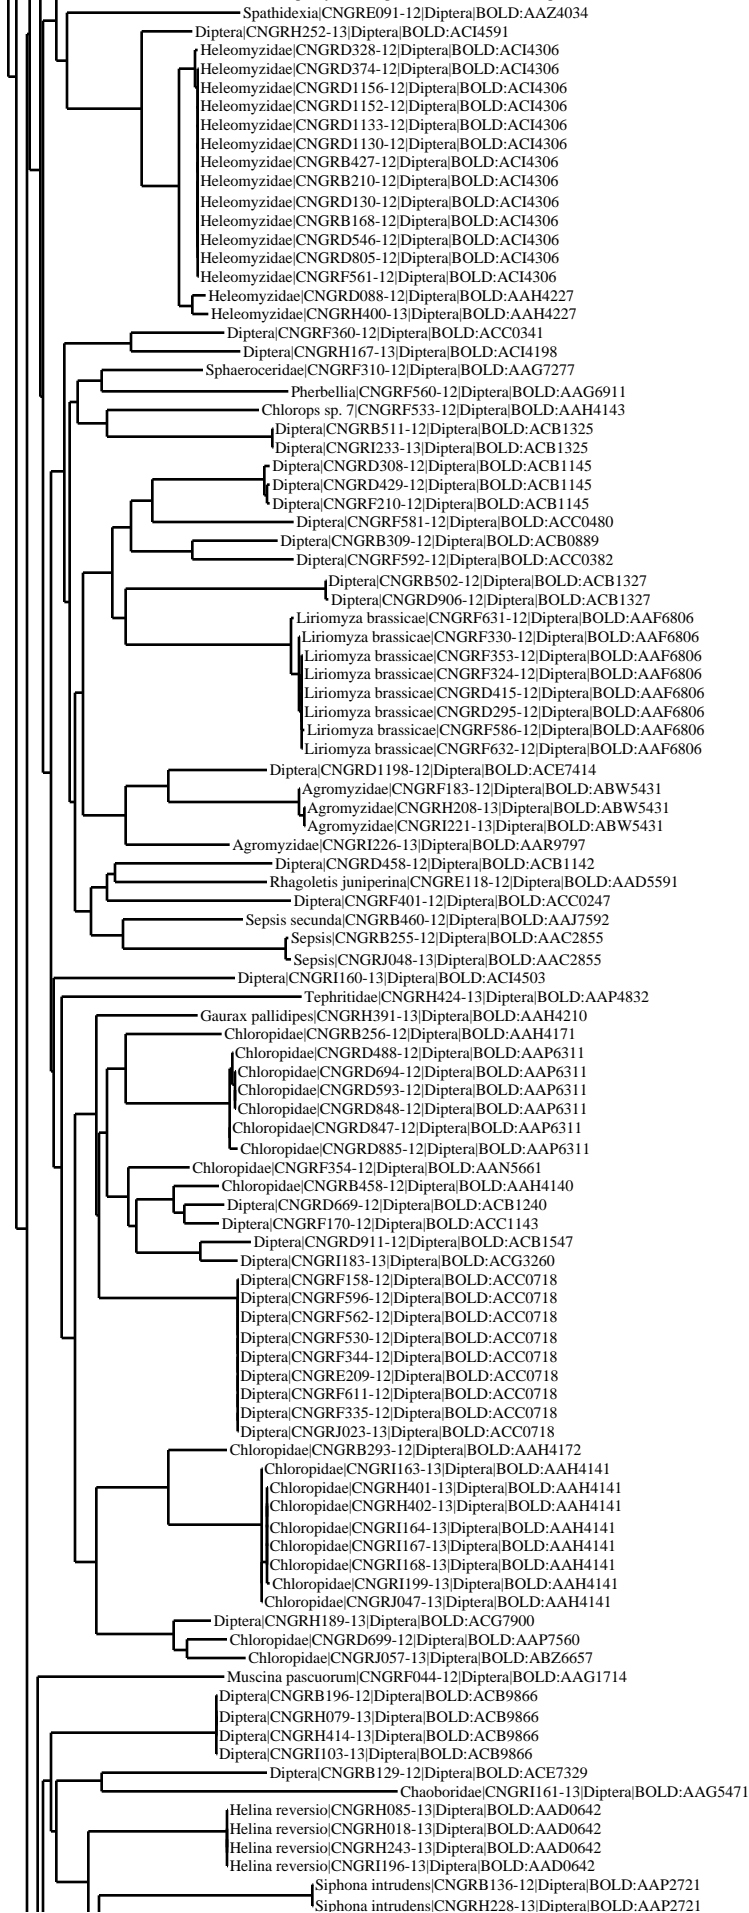 Spathidexia|CNGRE091-12|Diptera|BOLD:AAZ4034
Diptera|CNGRH252-13|Diptera|BOLD:ACI4591
Heleomyzidae|CNGRD328-12|Diptera|BOLD:ACI4306
Heleomyzidae|CNGRD374-12|Diptera|BOLD:ACI4306
Heleomyzidae|CNGRD1156-12|Diptera|BOLD:ACI4306
Heleomyzidae|CNGRD1152-12|Diptera|BOLD:ACI4306
Heleomyzidae|CNGRD1133-12|Diptera|BOLD:ACI4306
Heleomyzidae|CNGRD1130-12|Diptera|BOLD:ACI4306
Heleomyzidae|CNGRB427-12|Diptera|BOLD:ACI4306
Heleomyzidae|CNGRB210-12|Diptera|BOLD:ACI4306
Heleomyzidae|CNGRD130-12|Diptera|BOLD:ACI4306
Heleomyzidae|CNGRB168-12|Diptera|BOLD:ACI4306
Heleomyzidae|CNGRD546-12|Diptera|BOLD:ACI4306
Heleomyzidae|CNGRD805-12|Diptera|BOLD:ACI4306
Heleomyzidae|CNGRF561-12|Diptera|BOLD:ACI4306
Heleomyzidae|CNGRD088-12|Diptera|BOLD:AAH4227
Heleomyzidae|CNGRH400-13|Diptera|BOLD:AAH4227
Diptera|CNGRF360-12|Diptera|BOLD:ACC0341
Diptera|CNGRH167-13|Diptera|BOLD:ACI4198
Sphaeroceridae|CNGRF310-12|Diptera|BOLD:AAG7277
Pherbellia|CNGRF560-12|Diptera|BOLD:AAG6911
Chlorops sp. 7|CNGRF533-12|Diptera|BOLD:AAH4143
Diptera|CNGRB511-12|Diptera|BOLD:ACB1325
Diptera|CNGRI233-13|Diptera|BOLD:ACB1325
Diptera|CNGRD308-12|Diptera|BOLD:ACB1145
Diptera|CNGRD429-12|Diptera|BOLD:ACB1145
Diptera|CNGRF210-12|Diptera|BOLD:ACB1145
Diptera|CNGRF581-12|Diptera|BOLD:ACC0480
Diptera|CNGRB309-12|Diptera|BOLD:ACB0889
Diptera|CNGRF592-12|Diptera|BOLD:ACC0382
Diptera|CNGRB502-12|Diptera|BOLD:ACB1327
Diptera|CNGRD906-12|Diptera|BOLD:ACB1327
Liriomyza brassicae|CNGRF631-12|Diptera|BOLD:AAF6806
Liriomyza brassicae|CNGRF330-12|Diptera|BOLD:AAF6806
Liriomyza brassicae|CNGRF353-12|Diptera|BOLD:AAF6806
Liriomyza brassicae|CNGRF324-12|Diptera|BOLD:AAF6806
Liriomyza brassicae|CNGRD415-12|Diptera|BOLD:AAF6806
Liriomyza brassicae|CNGRD295-12|Diptera|BOLD:AAF6806
Liriomyza brassicae|CNGRF586-12|Diptera|BOLD:AAF6806
Liriomyza brassicae|CNGRF632-12|Diptera|BOLD:AAF6806
Diptera|CNGRD1198-12|Diptera|BOLD:ACE7414
Agromyzidae|CNGRF183-12|Diptera|BOLD:ABW5431
Agromyzidae|CNGRH208-13|Diptera|BOLD:ABW5431
Agromyzidae|CNGRI221-13|Diptera|BOLD:ABW5431
Agromyzidae|CNGRI226-13|Diptera|BOLD:AAR9797
Diptera|CNGRD458-12|Diptera|BOLD:ACB1142
Rhagoletis juniperina|CNGRE118-12|Diptera|BOLD:AAD5591
Diptera|CNGRF401-12|Diptera|BOLD:ACC0247
Sepsis secunda|CNGRB460-12|Diptera|BOLD:AAJ7592
Sepsis|CNGRB255-12|Diptera|BOLD:AAC2855
Sepsis|CNGRJ048-13|Diptera|BOLD:AAC2855
Diptera|CNGRI160-13|Diptera|BOLD:ACI4503
Tephritidae|CNGRH424-13|Diptera|BOLD:AAP4832
Gaurax pallidipes|CNGRH391-13|Diptera|BOLD:AAH4210
Chloropidae|CNGRB256-12|Diptera|BOLD:AAH4171
Chloropidae|CNGRD488-12|Diptera|BOLD:AAP6311
Chloropidae|CNGRD694-12|Diptera|BOLD:AAP6311
Chloropidae|CNGRD593-12|Diptera|BOLD:AAP6311
Chloropidae|CNGRD848-12|Diptera|BOLD:AAP6311
Chloropidae|CNGRD847-12|Diptera|BOLD:AAP6311
Chloropidae|CNGRD885-12|Diptera|BOLD:AAP6311
Chloropidae|CNGRF354-12|Diptera|BOLD:AAN5661
Chloropidae|CNGRB458-12|Diptera|BOLD:AAH4140
Diptera|CNGRD669-12|Diptera|BOLD:ACB1240
Diptera|CNGRF170-12|Diptera|BOLD:ACC1143
Diptera|CNGRD911-12|Diptera|BOLD:ACB1547
Diptera|CNGRI183-13|Diptera|BOLD:ACG3260
Diptera|CNGRF158-12|Diptera|BOLD:ACC0718
Diptera|CNGRF596-12|Diptera|BOLD:ACC0718
Diptera|CNGRF562-12|Diptera|BOLD:ACC0718
Diptera|CNGRF530-12|Diptera|BOLD:ACC0718
Diptera|CNGRF344-12|Diptera|BOLD:ACC0718
Diptera|CNGRE209-12|Diptera|BOLD:ACC0718
Diptera|CNGRF611-12|Diptera|BOLD:ACC0718
Diptera|CNGRF335-12|Diptera|BOLD:ACC0718
Diptera|CNGRJ023-13|Diptera|BOLD:ACC0718
Chloropidae|CNGRB293-12|Diptera|BOLD:AAH4172
Chloropidae|CNGRI163-13|Diptera|BOLD:AAH4141
Chloropidae|CNGRH401-13|Diptera|BOLD:AAH4141
Chloropidae|CNGRH402-13|Diptera|BOLD:AAH4141
Chloropidae|CNGRI164-13|Diptera|BOLD:AAH4141
Chloropidae|CNGRI167-13|Diptera|BOLD:AAH4141
Chloropidae|CNGRI168-13|Diptera|BOLD:AAH4141
Chloropidae|CNGRI199-13|Diptera|BOLD:AAH4141
Chloropidae|CNGRJ047-13|Diptera|BOLD:AAH4141
Diptera|CNGRH189-13|Diptera|BOLD:ACG7900
Chloropidae|CNGRD699-12|Diptera|BOLD:AAP7560
Chloropidae|CNGRJ057-13|Diptera|BOLD:ABZ6657
Muscina pascuorum|CNGRF044-12|Diptera|BOLD:AAG1714
Diptera|CNGRB196-12|Diptera|BOLD:ACB9866
Diptera|CNGRH079-13|Diptera|BOLD:ACB9866
Diptera|CNGRH414-13|Diptera|BOLD:ACB9866
Diptera|CNGRI103-13|Diptera|BOLD:ACB9866
Diptera|CNGRB129-12|Diptera|BOLD:ACE7329
Chaoboridae|CNGRI161-13|Diptera|BOLD:AAG5471
Helina reversio|CNGRH085-13|Diptera|BOLD:AAD0642
Helina reversio|CNGRH018-13|Diptera|BOLD:AAD0642
Helina reversio|CNGRH243-13|Diptera|BOLD:AAD0642
Helina reversio|CNGRI196-13|Diptera|BOLD:AAD0642
Siphona intrudens|CNGRB136-12|Diptera|BOLD:AAP2721
Siphona intrudens|CNGRH228-13|Diptera|BOLD:AAP2721